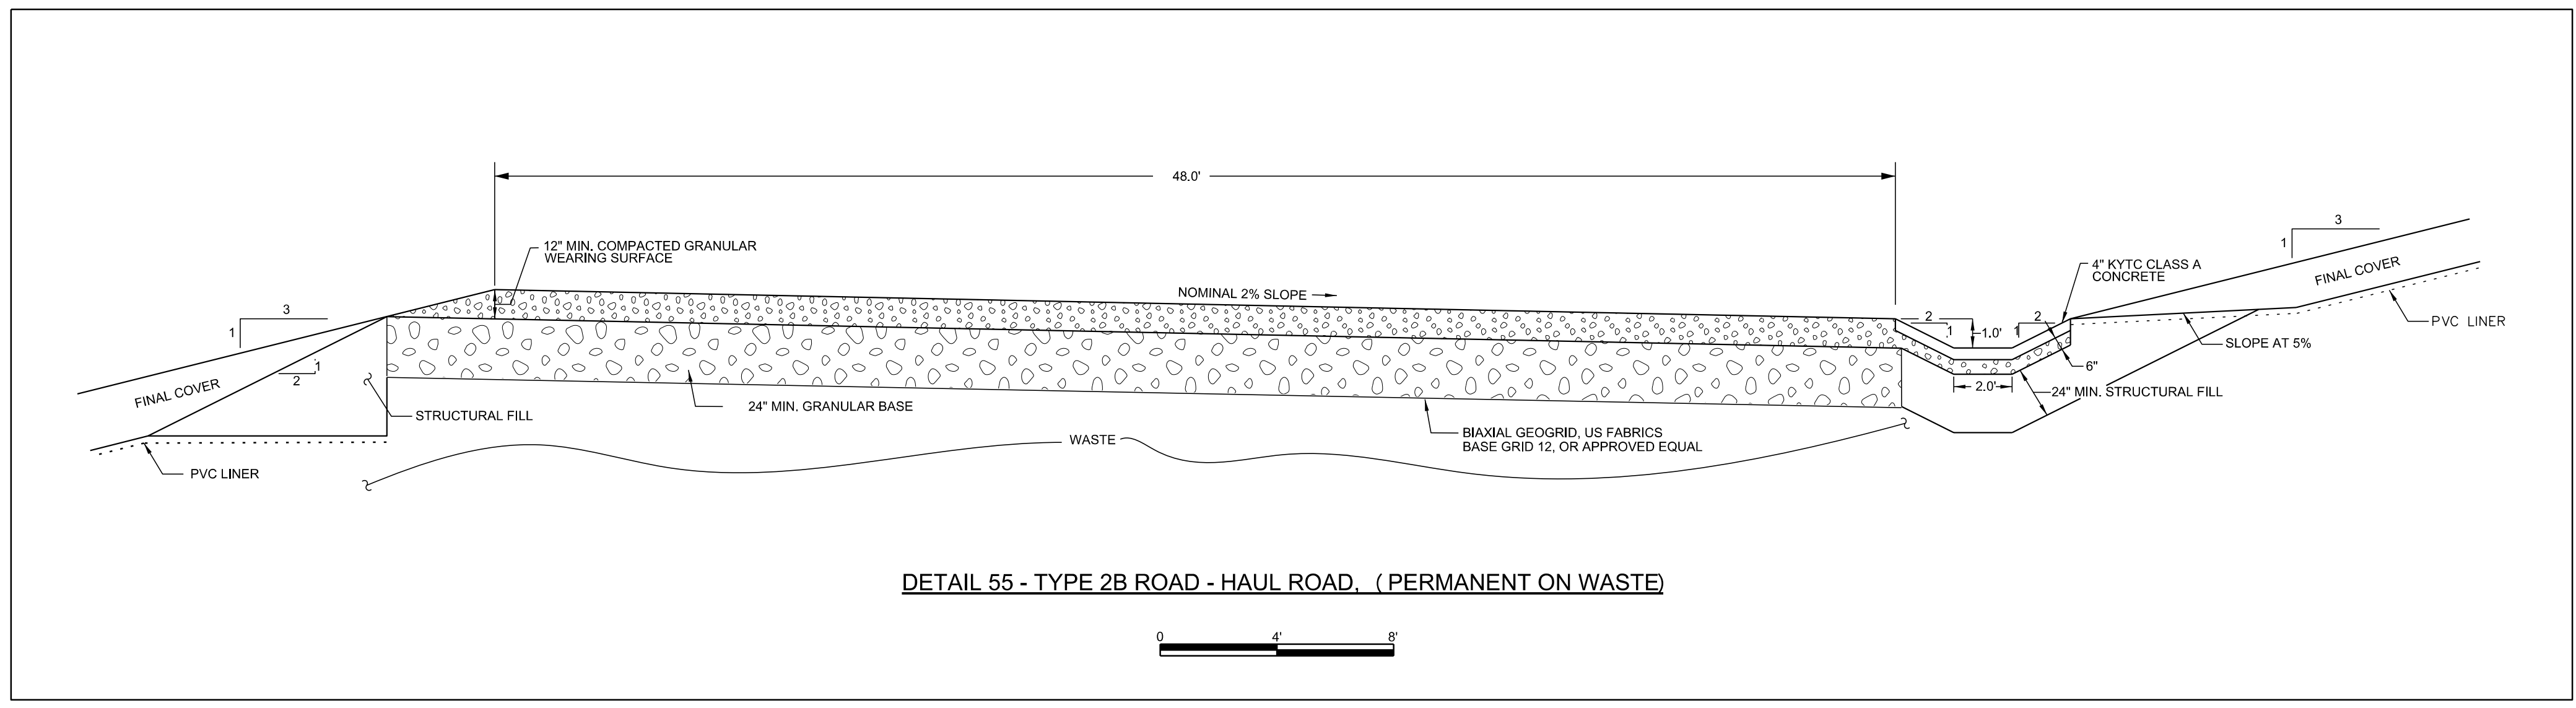 48.0'
12" MIN. COMPACTED GRANULAR
WEARING SURFACE
NOMINAL 2% SLOPE
3
1
FINAL COVER
1
2
STRUCTURAL FILL
PVC LINER
24" MIN. GRANULAR BASE
WASTE
BIAXIAL GEOGRID, US FABRICS
BASE GRID 12, OR APPROVED EQUAL
2
1
1.0'
2
1
4" KYTC CLASS A
CONCRETE
3
1
FINAL COVER
PVC LINER
SLOPE AT 5%
6"
2.0'
24" MIN. STRUCTURAL FILL
DETAIL 55 - TYPE 2B ROAD - HAUL ROAD, (PERMANENT ON WASTE)
0 4' 8'